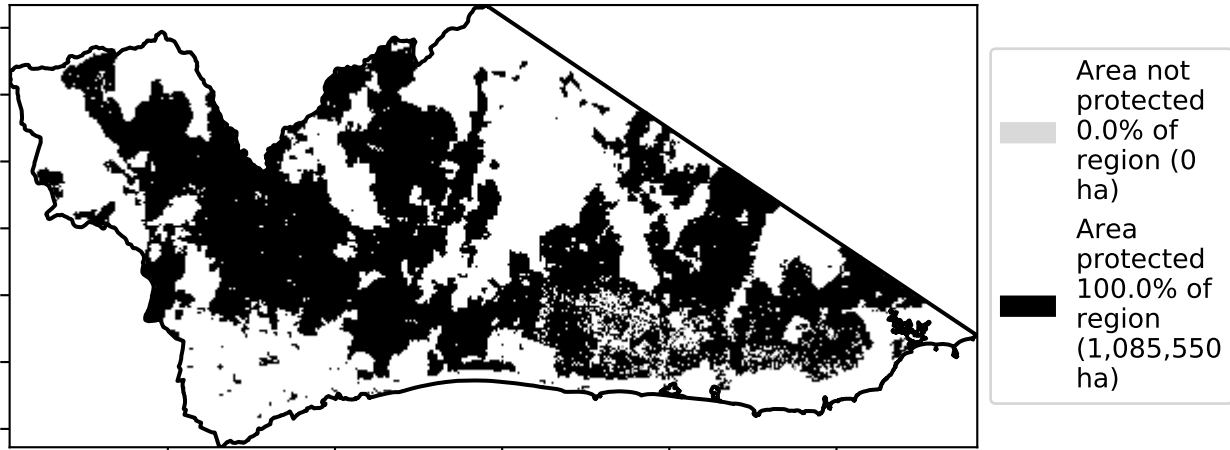 Area not
protected
0.0% of
region (0
ha)
Area
protected
100.0% of
region
(1,085,550
ha)